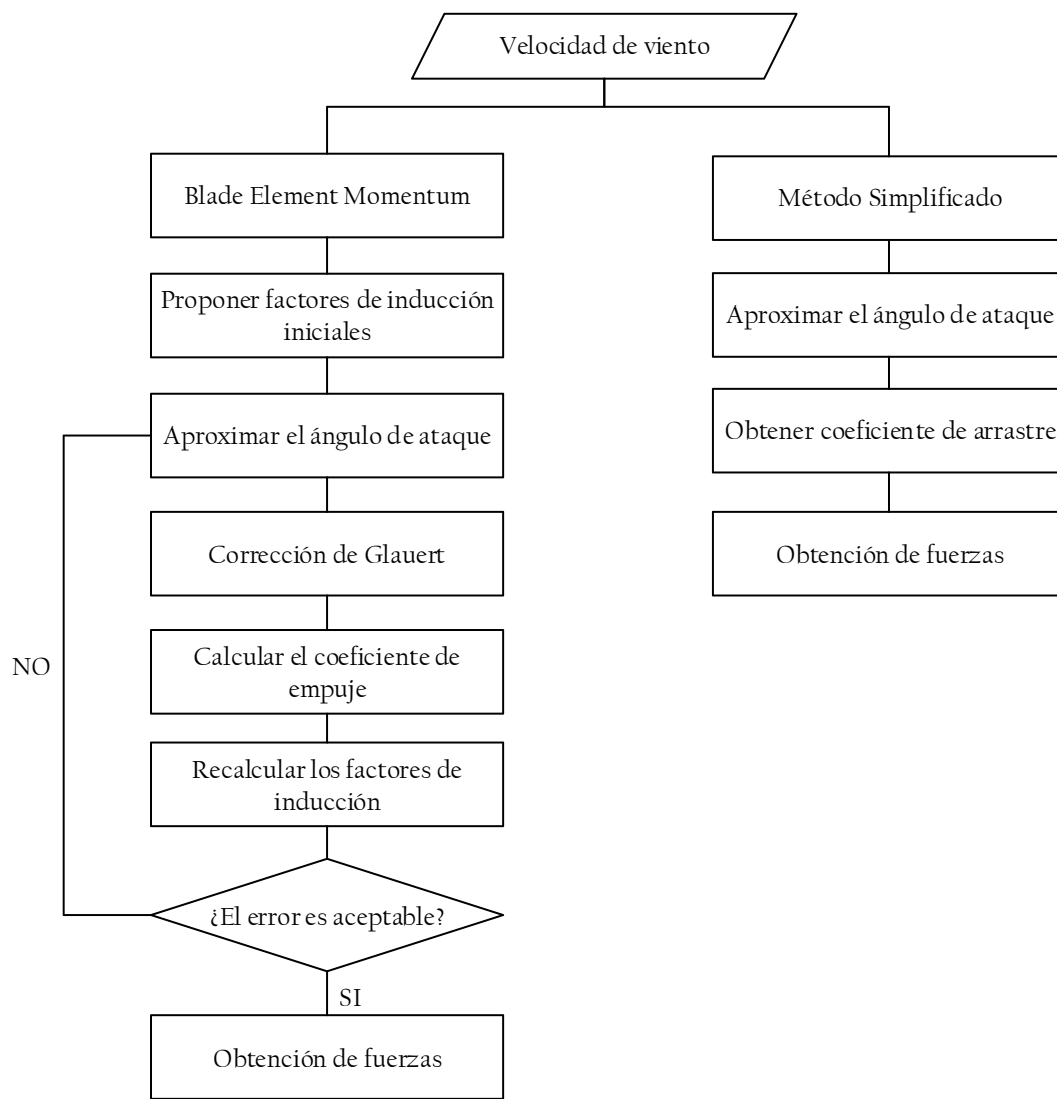 Velocidad de viento
Blade Element Momentum
Proponer factores de inducción
iniciales
Aproximar el ángulo de ataque
Corrección de Glauert
Calcular el coeficiente de
empuje
Recalcular los factores de
inducción
¿El error es aceptable?
NO
SI
Obtención de fuerzas
Método Simplificado
Aproximar el ángulo de ataque
Obtener coeficiente de arrastre
Obtención de fuerzas